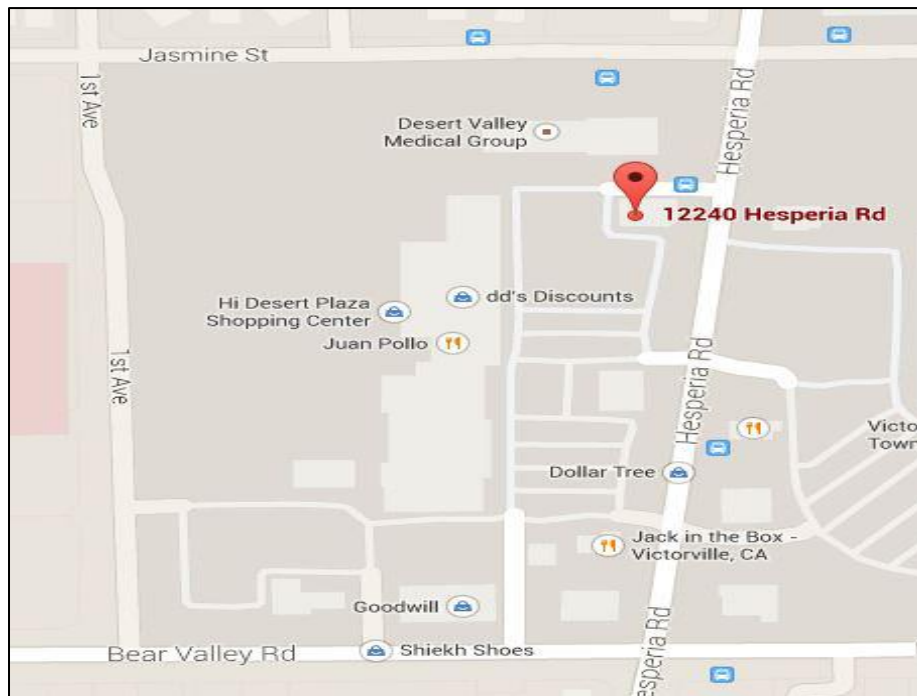 Jasmine St
1st Ave
Hesperia Rd
Desert Valley
Medical Group
12240 Hesperia Rd
dd's Discounts
Hi Desert Plaza
Shopping Center
Juan Pollo
1st Ave
Hesperia Rd
Victo
Town
Dollar Tree
Jack in the Box -
Victorville, CA
Goodwill
Hesperia Rd
Bear Valley Rd
Shiekh Shoes